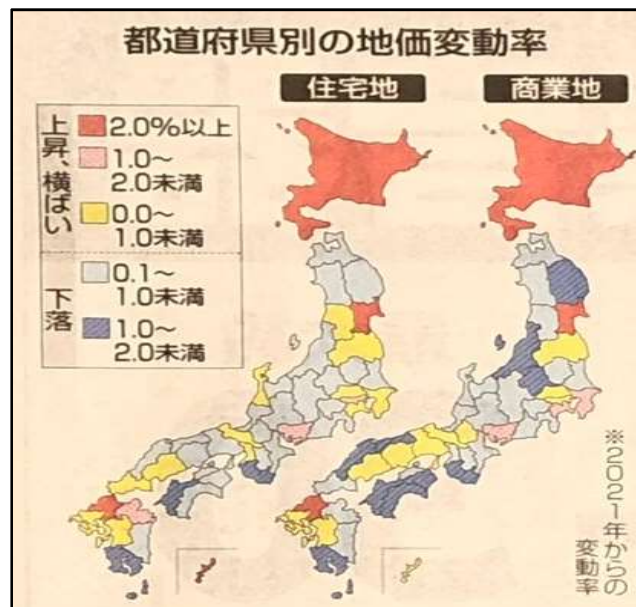 都道府県別の地価変動率
住宅地
商業地
上昇、横ばい
2.0%以上
1.0〜
2.0未満
0.0〜
1.0未満
下落
0.1〜
1.0未満
1.0〜
2.0未満
※2021年からの
変動率